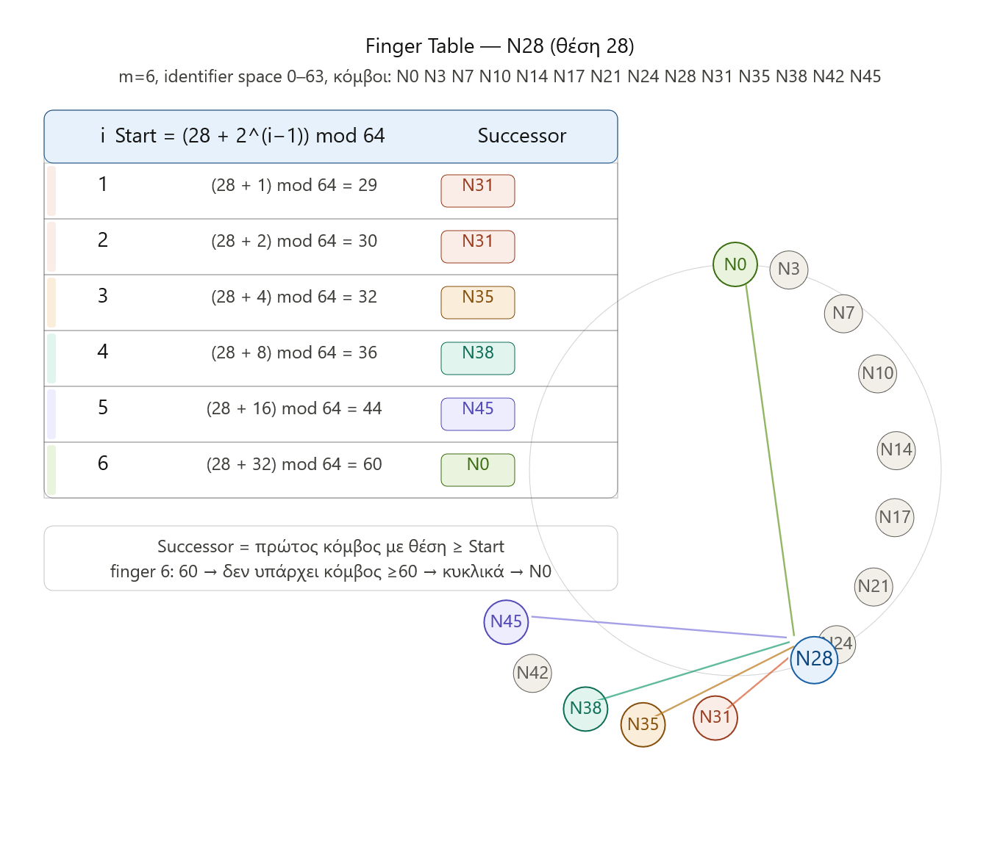 Finger Table — N28 (θέση 28)
m=6, identifier space 0–63, κόμβοι: N0 N3 N7 N10 N14 N17 N21 N24 N28 N31 N35 N38 N42 N45
i Start = (28 + 2^(i−1)) mod 64 Successor
1 (28 + 1) mod 64 = 29 N31
2 (28 + 2) mod 64 = 30 N31
3 (28 + 4) mod 64 = 32 N35
4 (28 + 8) mod 64 = 36 N38
5 (28 + 16) mod 64 = 44 N45
6 (28 + 32) mod 64 = 60 N0
Successor = πρώτος κόμβος με θέση ≥ Start
finger 6: 60 → δεν υπάρχει κόμβος ≥60 → κυκλικά → N0
N0
N3
N7
N10
N14
N17
N21
N24
N28
N31
N35
N38
N42
N45